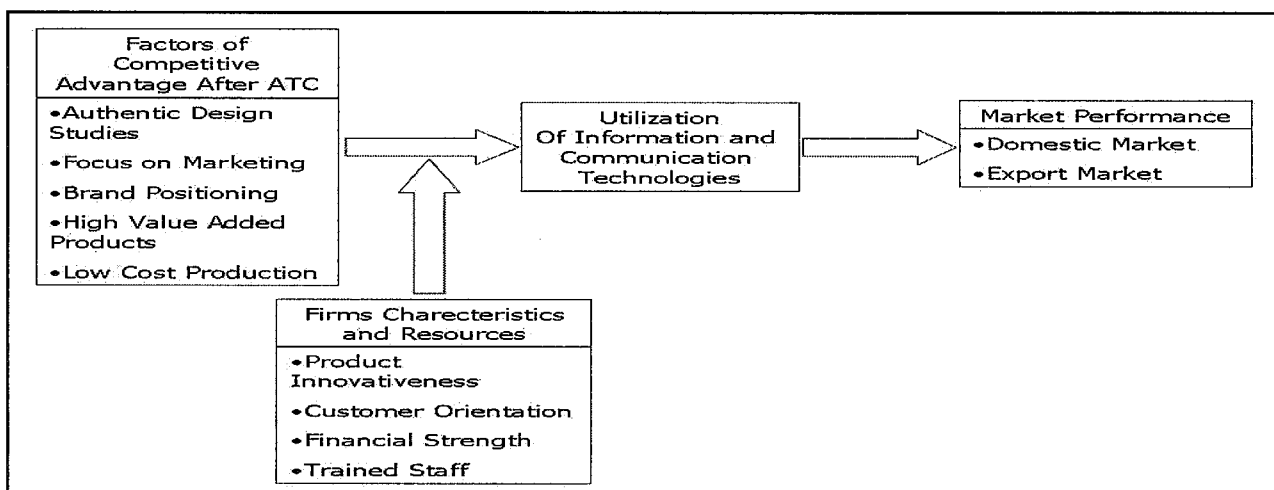 Factors of
Competitive
Advantage After ATC
•Authentic Design
Studies
•Focus on Marketing
•Brand Positioning
•High Value Added
Products
•Low Cost Production
Utilization
Of Information and
Communication
Technologies
Market Performance
•Domestic Market
•Export Market
Firms Charecteristics
and Resources
•Product
Innovativeness
•Customer Orientation
•Financial Strength
•Trained Staff